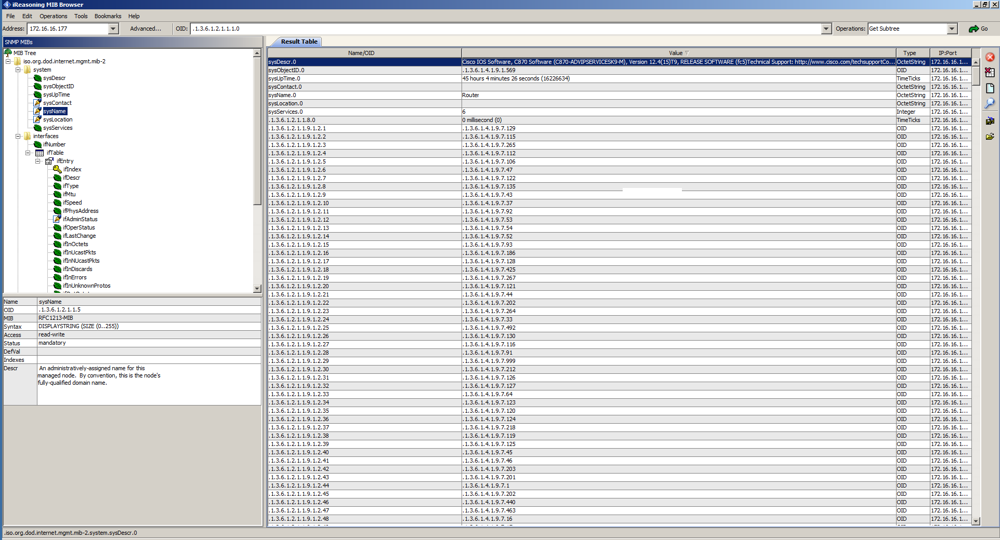 iReasoning MIB Browser
File Edit Operations Tools Bookmarks Help
Address: 172.16.16.177 Advanced... OID: .1.3.6.1.2.1.1.1.0 Operations: Get Subtree Go
SNMP MIBs
MIB Tree
iso.org.dod.internet.mgmt.mib-2
system
sysDescr
sysObjectID
sysUpTime
sysContact
sysName
sysLocation
sysServices
interfaces
ifNumber
ifTable
ifEntry
ifIndex
ifDescr
ifType
ifMtu
ifSpeed
ifPhysAddress
ifAdminStatus
ifOperStatus
ifLastChange
ifInOctets
ifInUcastPkts
ifInNUcastPkts
ifInDiscards
ifInErrors
ifInUnknownProtos
Name sysName
OID .1.3.6.1.2.1.1.5
MIB RFC1213-MIB
Syntax DISPLAYSTRING (SIZE (0..255))
Access read-write
Status mandatory
DefVal
Indexes
Descr An administratively-assigned name for this
managed node. By convention, this is the node's
fully-qualified domain name.
Result Table
Name/OID Value Type IP:Port
sysDescr.0 Cisco IOS Software, C870 Software (C870-ADVIPSERVICESK9-M), Version 12.4(15)T9, RELEASE SOFTWARE (fc5)Technical Support: http://www.cisco.com/techsupportCo... OctetString 172.16.16.1...
sysObjectID.0 .1.3.6.1.4.1.9.1.569 OID 172.16.16.1...
sysUpTime.0 45 hours 4 minutes 26 seconds (16226634) TimeTicks 172.16.16.1...
sysContact.0 OctetString 172.16.16.1...
sysName.0 Router OctetString 172.16.16.1...
sysLocation.0 OctetString 172.16.16.1...
sysServices.0 6 Integer 172.16.16.1...
.1.3.6.1.2.1.1.8.0 0 millisecond (0) TimeTicks 172.16.16.1...
.1.3.6.1.2.1.1.9.1.2.1 .1.3.6.1.4.1.9.7.129 OID 172.16.16.1...
.1.3.6.1.2.1.1.9.1.2.2 .1.3.6.1.4.1.9.7.115 OID 172.16.16.1...
.1.3.6.1.2.1.1.9.1.2.3 .1.3.6.1.4.1.9.7.265 OID 172.16.16.1...
.1.3.6.1.2.1.1.9.1.2.4 .1.3.6.1.4.1.9.7.112 OID 172.16.16.1...
.1.3.6.1.2.1.1.9.1.2.5 .1.3.6.1.4.1.9.7.106 OID 172.16.16.1...
.1.3.6.1.2.1.1.9.1.2.6 .1.3.6.1.4.1.9.7.47 OID 172.16.16.1...
.1.3.6.1.2.1.1.9.1.2.7 .1.3.6.1.4.1.9.7.122 OID 172.16.16.1...
.1.3.6.1.2.1.1.9.1.2.8 .1.3.6.1.4.1.9.7.135 OID 172.16.16.1...
.1.3.6.1.2.1.1.9.1.2.9 .1.3.6.1.4.1.9.7.43 OID 172.16.16.1...
.1.3.6.1.2.1.1.9.1.2.10 .1.3.6.1.4.1.9.7.37 OID 172.16.16.1...
.1.3.6.1.2.1.1.9.1.2.11 .1.3.6.1.4.1.9.7.92 OID 172.16.16.1...
.1.3.6.1.2.1.1.9.1.2.12 .1.3.6.1.4.1.9.7.53 OID 172.16.16.1...
.1.3.6.1.2.1.1.9.1.2.13 .1.3.6.1.4.1.9.7.54 OID 172.16.16.1...
.1.3.6.1.2.1.1.9.1.2.14 .1.3.6.1.4.1.9.7.52 OID 172.16.16.1...
.1.3.6.1.2.1.1.9.1.2.15 .1.3.6.1.4.1.9.7.93 OID 172.16.16.1...
.1.3.6.1.2.1.1.9.1.2.16 .1.3.6.1.4.1.9.7.186 OID 172.16.16.1...
.1.3.6.1.2.1.1.9.1.2.17 .1.3.6.1.4.1.9.7.128 OID 172.16.16.1...
.1.3.6.1.2.1.1.9.1.2.18 .1.3.6.1.4.1.9.7.425 OID 172.16.16.1...
.1.3.6.1.2.1.1.9.1.2.19 .1.3.6.1.4.1.9.7.267 OID 172.16.16.1...
.1.3.6.1.2.1.1.9.1.2.20 .1.3.6.1.4.1.9.7.121 OID 172.16.16.1...
.1.3.6.1.2.1.1.9.1.2.21 .1.3.6.1.4.1.9.7.44 OID 172.16.16.1...
.1.3.6.1.2.1.1.9.1.2.22 .1.3.6.1.4.1.9.7.202 OID 172.16.16.1...
.1.3.6.1.2.1.1.9.1.2.23 .1.3.6.1.4.1.9.7.264 OID 172.16.16.1...
.1.3.6.1.2.1.1.9.1.2.24 .1.3.6.1.4.1.9.7.33 OID 172.16.16.1...
.1.3.6.1.2.1.1.9.1.2.25 .1.3.6.1.4.1.9.7.492 OID 172.16.16.1...
.1.3.6.1.2.1.1.9.1.2.26 .1.3.6.1.4.1.9.7.130 OID 172.16.16.1...
.1.3.6.1.2.1.1.9.1.2.27 .1.3.6.1.4.1.9.7.116 OID 172.16.16.1...
.1.3.6.1.2.1.1.9.1.2.28 .1.3.6.1.4.1.9.7.91 OID 172.16.16.1...
.1.3.6.1.2.1.1.9.1.2.29 .1.3.6.1.4.1.9.7.999 OID 172.16.16.1...
.1.3.6.1.2.1.1.9.1.2.30 .1.3.6.1.4.1.9.7.212 OID 172.16.16.1...
.1.3.6.1.2.1.1.9.1.2.31 .1.3.6.1.4.1.9.7.126 OID 172.16.16.1...
.1.3.6.1.2.1.1.9.1.2.32 .1.3.6.1.4.1.9.7.127 OID 172.16.16.1...
.1.3.6.1.2.1.1.9.1.2.33 .1.3.6.1.4.1.9.7.64 OID 172.16.16.1...
.1.3.6.1.2.1.1.9.1.2.34 .1.3.6.1.4.1.9.7.123 OID 172.16.16.1...
.1.3.6.1.2.1.1.9.1.2.35 .1.3.6.1.4.1.9.7.120 OID 172.16.16.1...
.1.3.6.1.2.1.1.9.1.2.36 .1.3.6.1.4.1.9.7.124 OID 172.16.16.1...
.1.3.6.1.2.1.1.9.1.2.37 .1.3.6.1.4.1.9.7.218 OID 172.16.16.1...
.1.3.6.1.2.1.1.9.1.2.38 .1.3.6.1.4.1.9.7.119 OID 172.16.16.1...
.1.3.6.1.2.1.1.9.1.2.39 .1.3.6.1.4.1.9.7.125 OID 172.16.16.1...
.1.3.6.1.2.1.1.9.1.2.40 .1.3.6.1.4.1.9.7.45 OID 172.16.16.1...
.1.3.6.1.2.1.1.9.1.2.41 .1.3.6.1.4.1.9.7.46 OID 172.16.16.1...
.1.3.6.1.2.1.1.9.1.2.42 .1.3.6.1.4.1.9.7.203 OID 172.16.16.1...
.1.3.6.1.2.1.1.9.1.2.43 .1.3.6.1.4.1.9.7.201 OID 172.16.16.1...
.1.3.6.1.2.1.1.9.1.2.44 .1.3.6.1.4.1.9.7.1 OID 172.16.16.1...
.1.3.6.1.2.1.1.9.1.2.45 .1.3.6.1.4.1.9.7.202 OID 172.16.16.1...
.1.3.6.1.2.1.1.9.1.2.46 .1.3.6.1.4.1.9.7.440 OID 172.16.16.1...
.1.3.6.1.2.1.1.9.1.2.47 .1.3.6.1.4.1.9.7.463 OID 172.16.16.1...
.1.3.6.1.2.1.1.9.1.2.48 .1.3.6.1.4.1.9.7.16 OID 172.16.16.1...
.iso.org.dod.internet.mgmt.mib-2.system.sysDescr.0